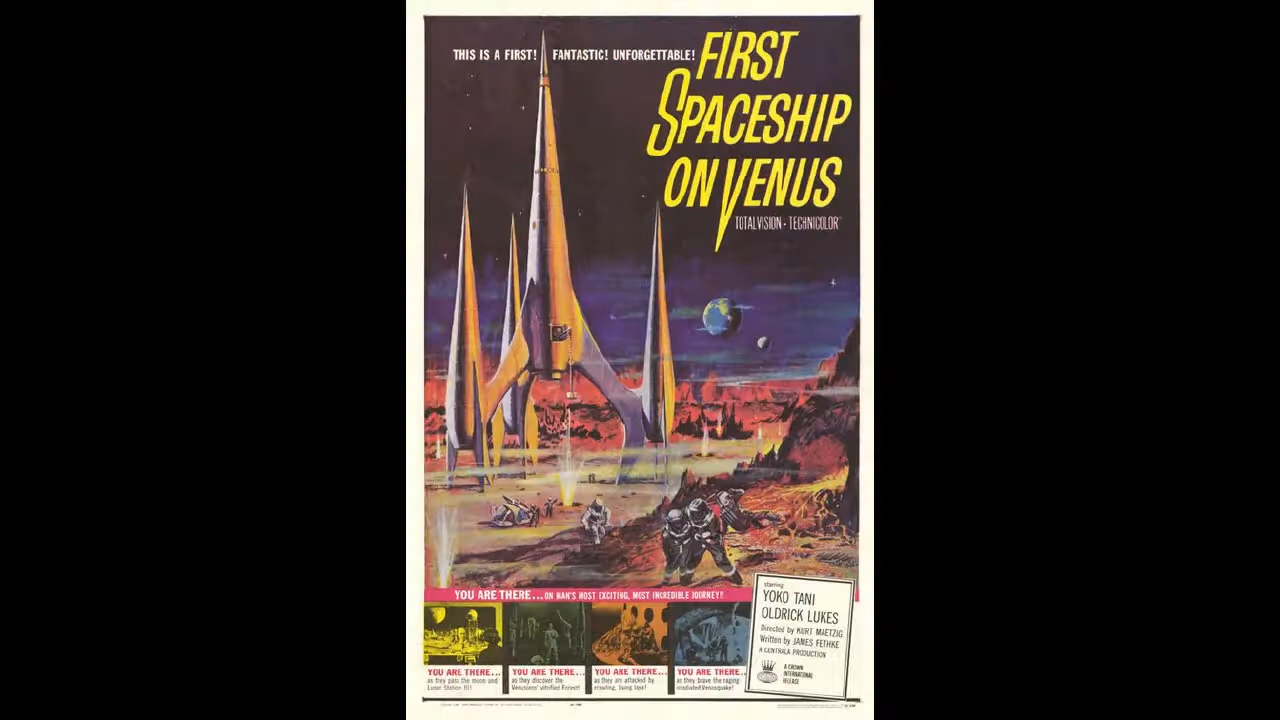 THIS IS A FIRST! FANTASTIC! UNFORGETTABLE!
FIRST
SPACESHIP
ON VENUS
TOTALVISION · TECHNICOLOR
YOU ARE THERE...ON MAN'S MOST EXCITING, MOST INCREDIBLE JOURNEY!
YOU ARE THERE...
as they pass the moon and
Lunar Station III!
YOU ARE THERE...
as they discover the
Venusians' vitrified Forest!
YOU ARE THERE...
as they are attacked by
crawling, living lava!
YOU ARE THERE...
as they brave the raging
irradiated Venusquake!
starring
YOKO TANI
OLDRICK LUKES
Directed by KURT MAETZIG
Written by JANES FETHKE
A CENTRALA PRODUCTION
A CROWN
INTERNATIONAL
RELEASE